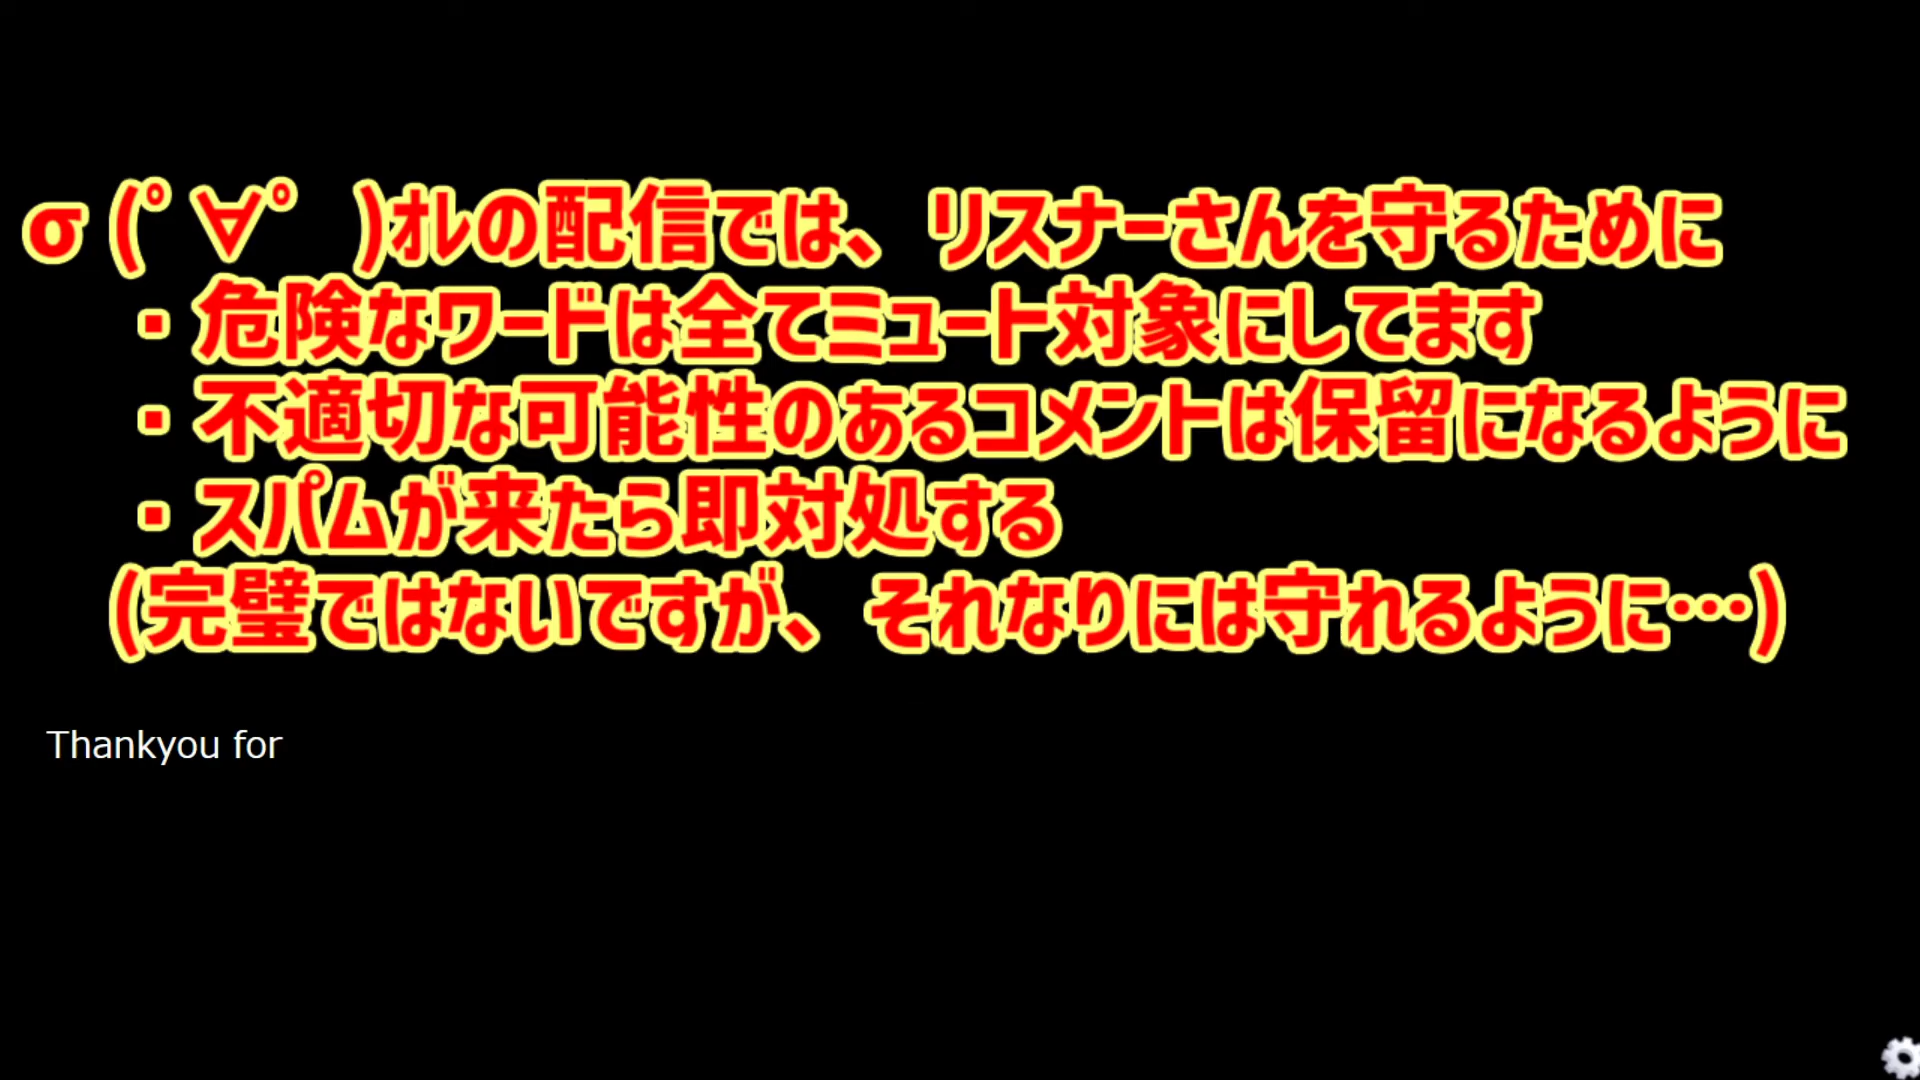 σ(ﾟ∀ﾟ )ｵﾚの配信では、リスナーさんを守るために
・危険なワードは全てミュート対象にしてます
・不適切な可能性のあるコメントは保留になるように
・スパムが来たら即対処する
(完璧ではないですが、それなりには守れるように…)
Thankyou for